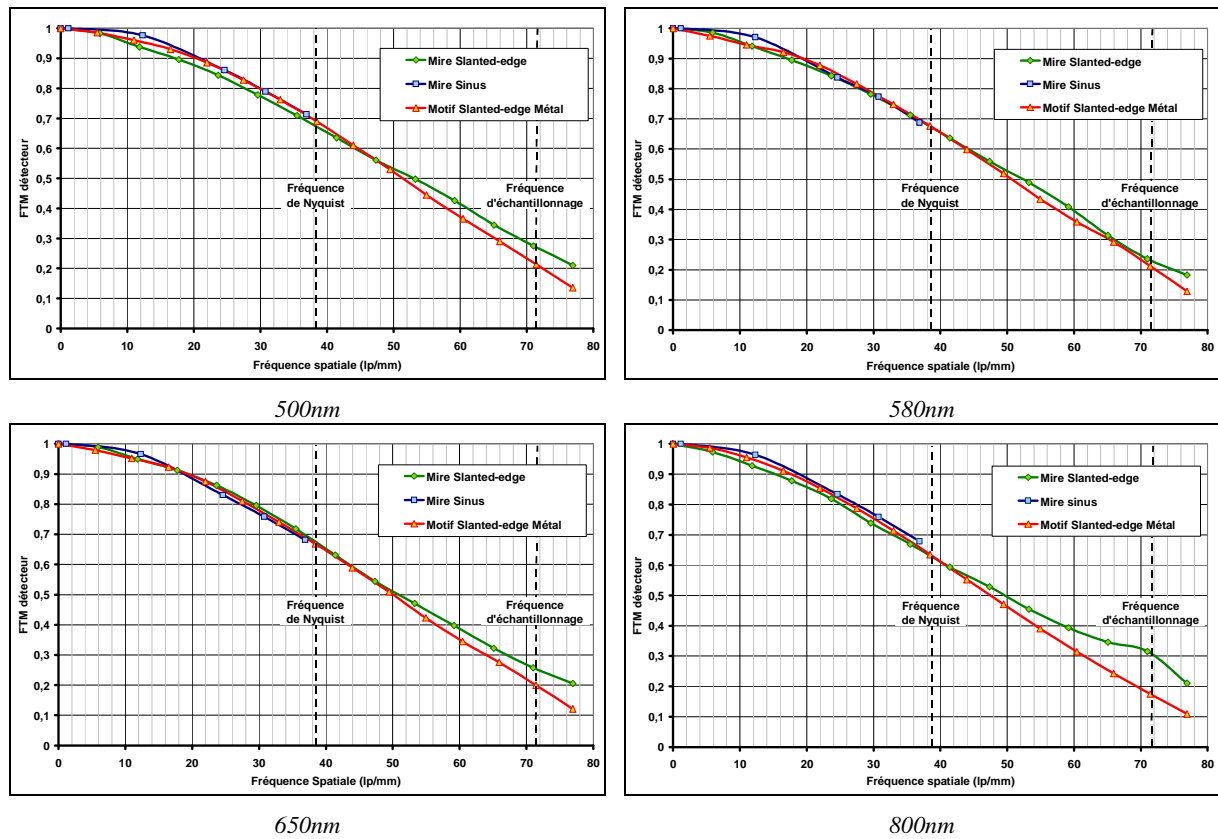 1
0,9
0,8
0,7
0,6
0,5
0,4
0,3
0,2
0,1
0
FTM détecteur
Mire Slanted-edge
Mire Sinus
Motif Slanted-edge Métal
Fréquence
de Nyquist
Fréquence
d'échantillonnage
0 10 20 30 40 50 60 70 80
Fréquence spatiale (lp/mm)
500nm
1
0,9
0,8
0,7
0,6
0,5
0,4
0,3
0,2
0,1
0
FTM détecteur
Mire Slanted-edge
Mire Sinus
Motif Slanted-edge Métal
Fréquence
de Nyquist
Fréquence
d'échantillonnage
0 10 20 30 40 50 60 70 80
Fréquence spatiale (lp/mm)
580nm
1
0,9
0,8
0,7
0,6
0,5
0,4
0,3
0,2
0,1
0
FTM détecteur
Mire Slanted-edge
Mire Sinus
Motif Slanted-edge Métal
Fréquence
de Nyquist
Fréquence
d'échantillonnage
0 10 20 30 40 50 60 70 80
Fréquence Spatiale (lp/mm)
650nm
1
0,9
0,8
0,7
0,6
0,5
0,4
0,3
0,2
0,1
0
FTM détecteur
Mire Slanted-edge
Mire sinus
Motif Slanted-edge Métal
Fréquence
de Nyquist
Fréquence
d'échantillonnage
0 10 20 30 40 50 60 70 80
Fréquence spatiale (lp/mm)
800nm